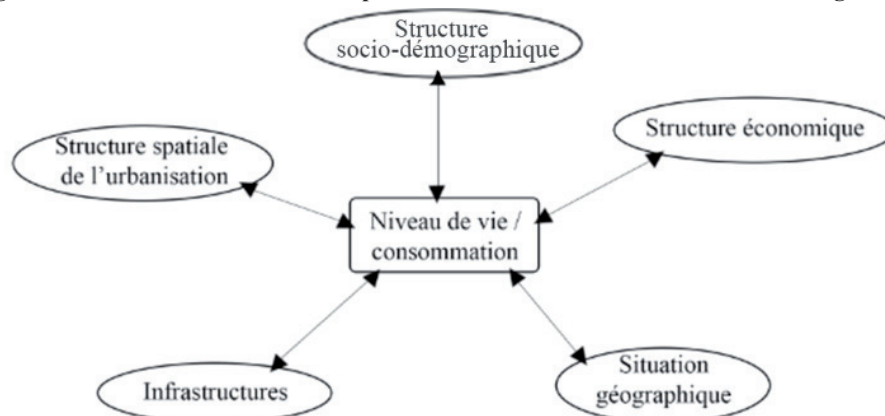 Structure
socio-démographique
Structure économique
Structure spatiale
de l'urbanisation
Niveau de vie /
consommation
Infrastructures
Situation
géographique